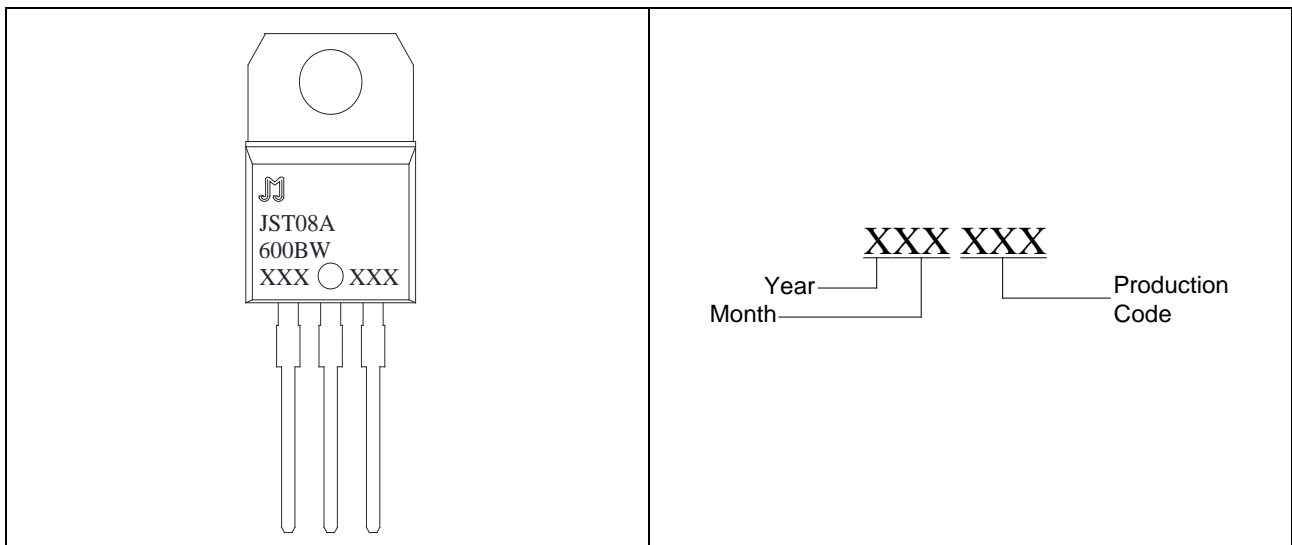 JST08A
600BW
XXX XXX
XXX XXX
Year
Month
Production
Code